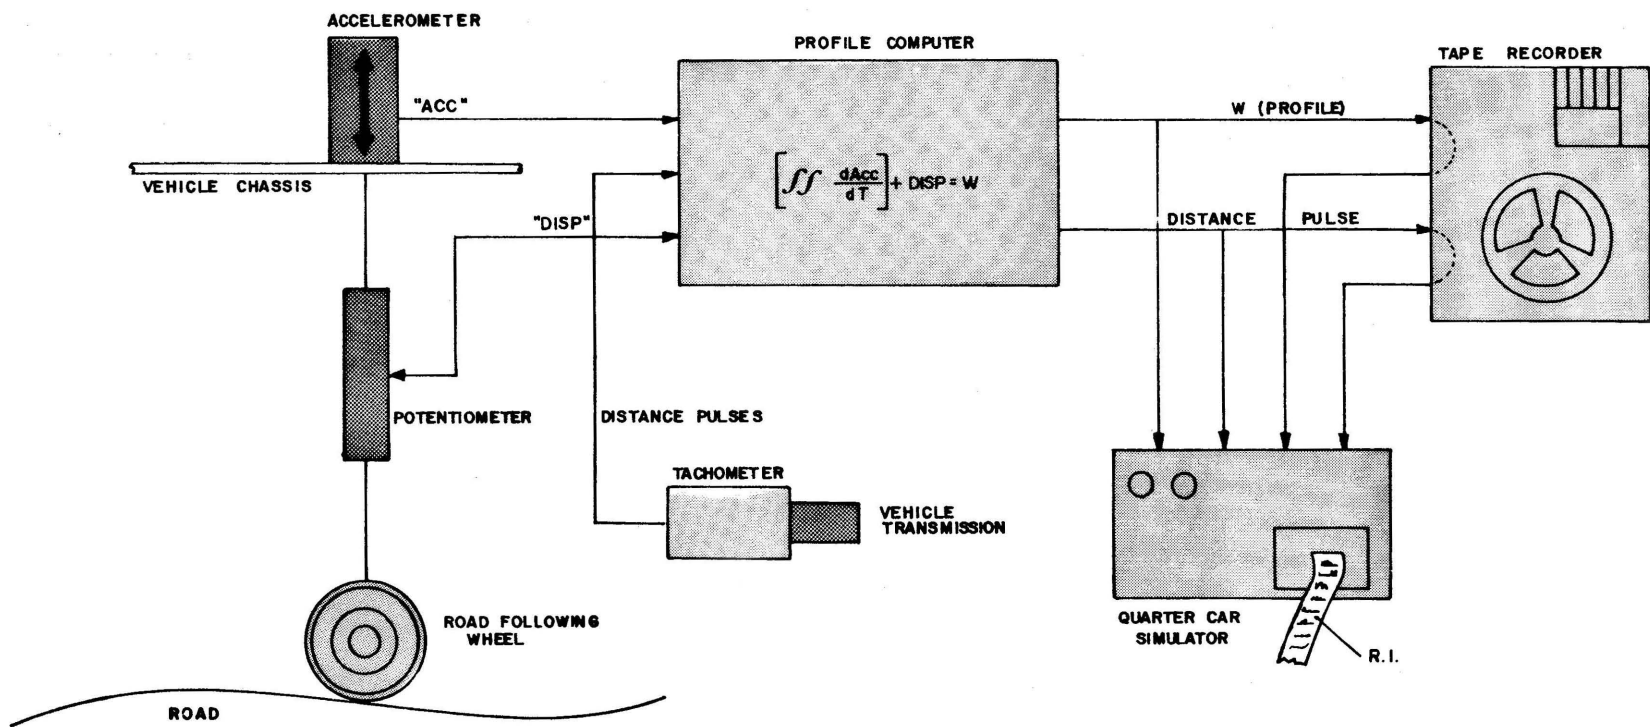 ACCELEROMETER
PROFILE COMPUTER
TAPE RECORDER
"ACC"
W (PROFILE)
VEHICLE CHASSIS
[∬ dAcc/dT] + DISP = W
"DISP"
DISTANCE PULSE
POTENTIOMETER
DISTANCE PULSES
TACHOMETER
VEHICLE
TRANSMISSION
ROAD FOLLOWING
WHEEL
QUARTER CAR
SIMULATOR
R.I.
ROAD